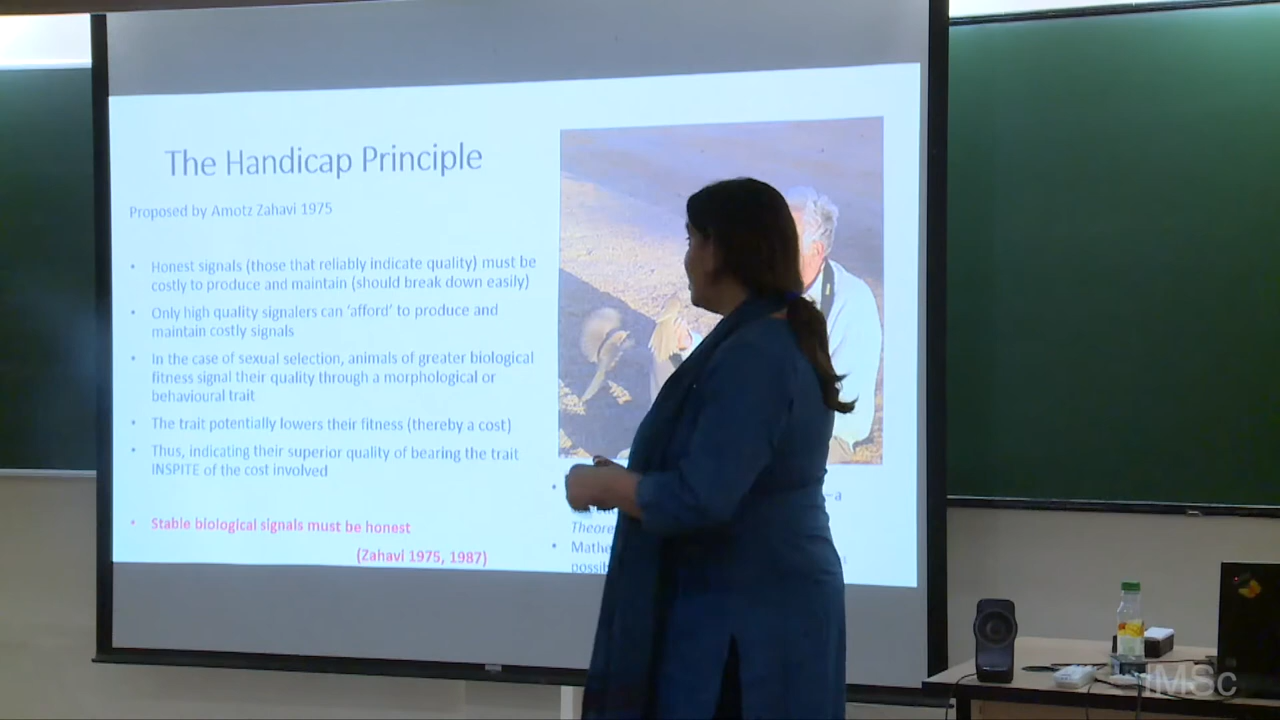 The Handicap Principle
Proposed by Amotz Zahavi 1975
• Honest signals (those that reliably indicate quality) must be
costly to produce and maintain (should break down easily)
• Only high quality signalers can ‘afford’ to produce and
maintain costly signals
• In the case of sexual selection, animals of greater biological
fitness signal their quality through a morphological or
behavioural trait
• The trait potentially lowers their fitness (thereby a cost)
• Thus, indicating their superior quality of bearing the trait
INSPITE of the cost involved
• Stable biological signals must be honest
(Zahavi 1975, 1987)
–a
IMSc